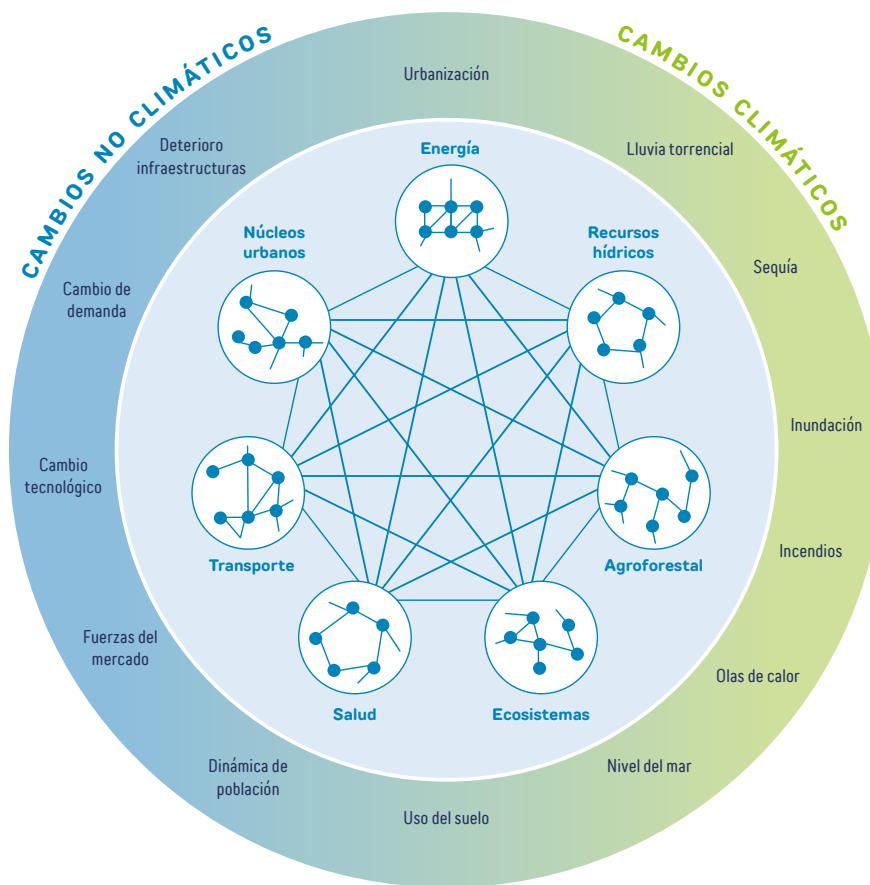 CAMBIOS NO CLIMÁTICOS
CAMBIOS CLIMÁTICOS
Urbanización
Lluvia torrencial
Sequía
Inundación
Incendios
Olas de calor
Nivel del mar
Uso del suelo
Dinámica de
población
Fuerzas del
mercado
Cambio
tecnológico
Cambio de
demanda
Deterioro
infraestructuras
Energía
Recursos
hídricos
Agroforestal
Ecosistemas
Salud
Transporte
Núcleos
urbanos